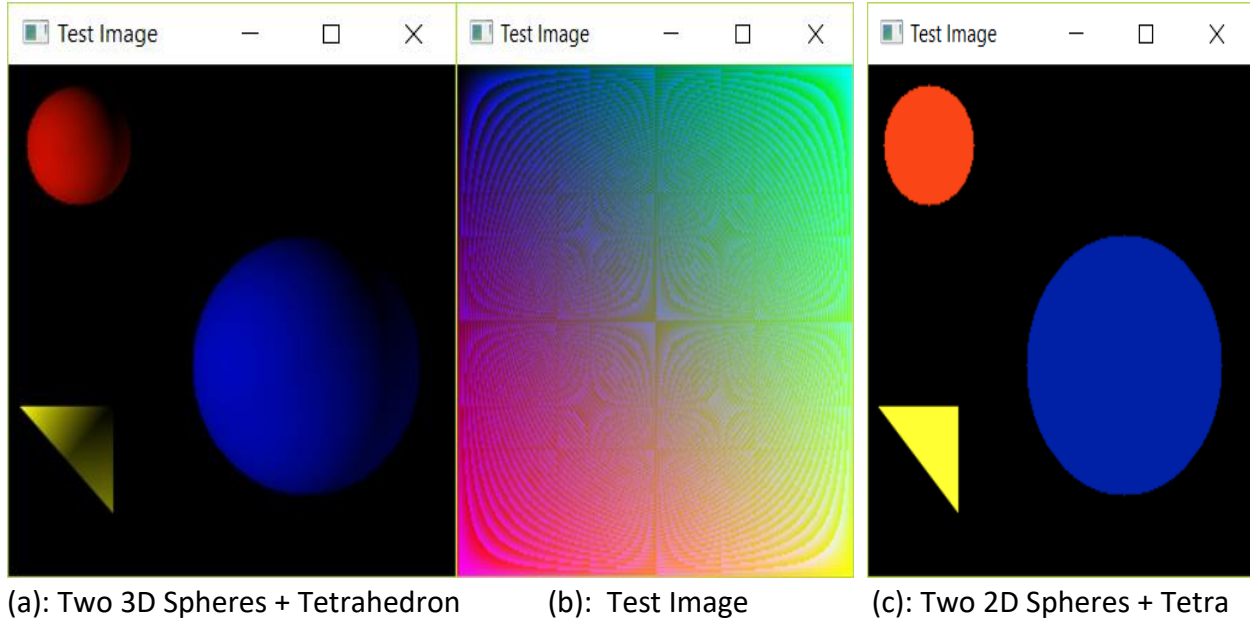 Test Image
Test Image
Test Image
(a): Two 3D Spheres + Tetrahedron
(b): Test Image
(c): Two 2D Spheres + Tetra